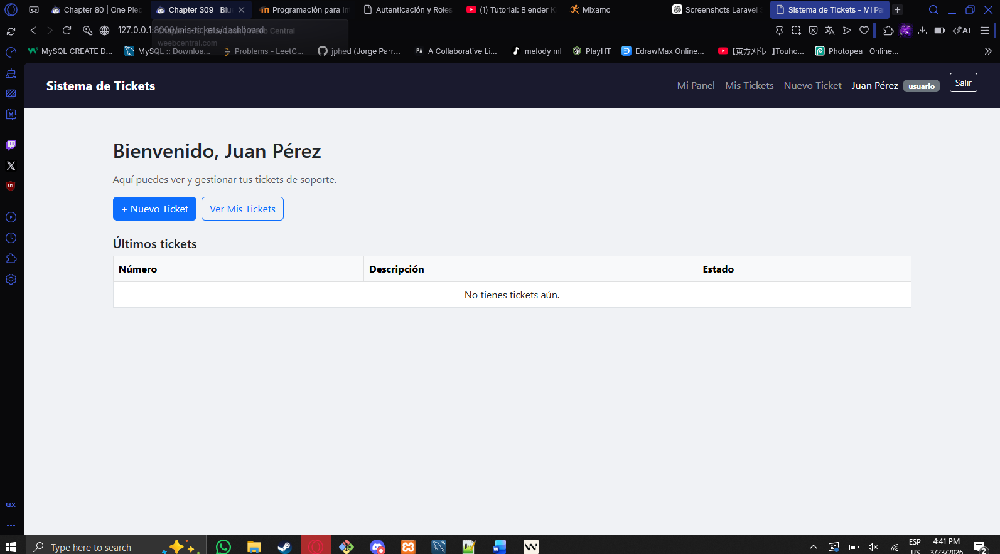 Chapter 80 | One Piec
Chapter 309 | Blu
Programación para In
Autenticación y Roles
(1) Tutorial: Blender K
Mixamo
Screenshots Laravel
Sistema de Tickets - Mi Pa
127.0.0.1:8000/mis-tickets/dashboard
weebcentral.com
AI
MySQL CREATE D...
MySQL :: Downloa...
Problems - LeetC...
jphed (Jorge Parr...
PA
A Collaborative Li...
melody ml
PlayHT
EdrawMax Online...
【東方メドレー】Touho...
Photopea | Online...
Sistema de Tickets
Mi Panel
Mis Tickets
Nuevo Ticket
Juan Pérez
usuario
Salir
Bienvenido, Juan Pérez
Aquí puedes ver y gestionar tus tickets de soporte.
+ Nuevo Ticket
Ver Mis Tickets
Últimos tickets
Número
Descripción
Estado
No tienes tickets aún.
GX
Type here to search
ESP
US
4:41 PM
3/23/2026
2